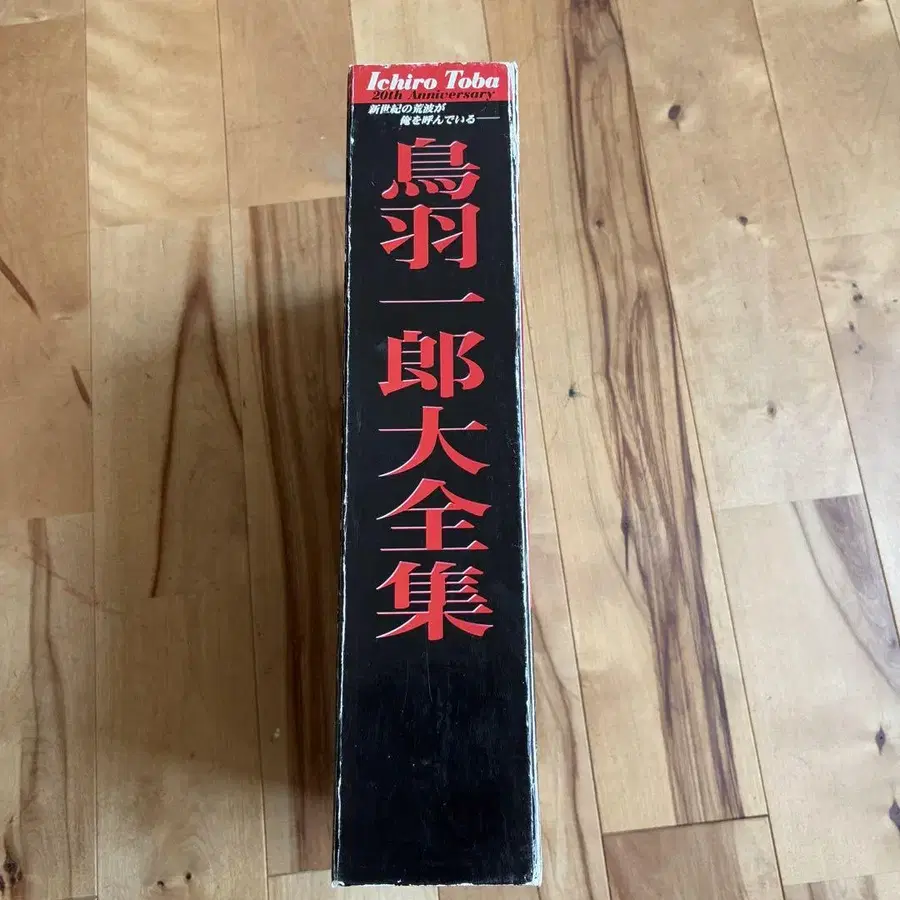 Ichiro Toba
20th Anniversary
新世紀の荒波が
俺を呼んでいる――
鳥羽一郎大全集